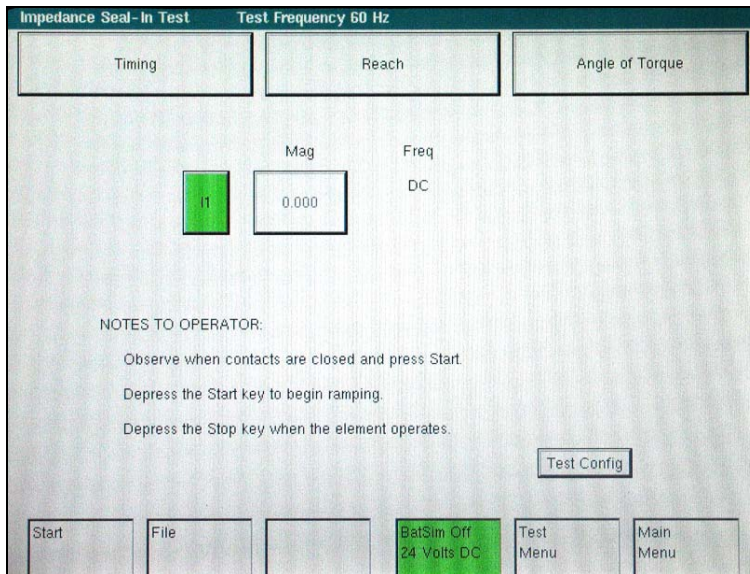 Impedance Seal-In Test Test Frequency 60 Hz
Timing Reach Angle of Torque
Mag Freq
I1 0.000 DC
NOTES TO OPERATOR:
Observe when contacts are closed and press Start.
Depress the Start key to begin ramping.
Depress the Stop key when the element operates.
Test Config
Start File BatSim Off Test Main
24 Volts DC Menu Menu